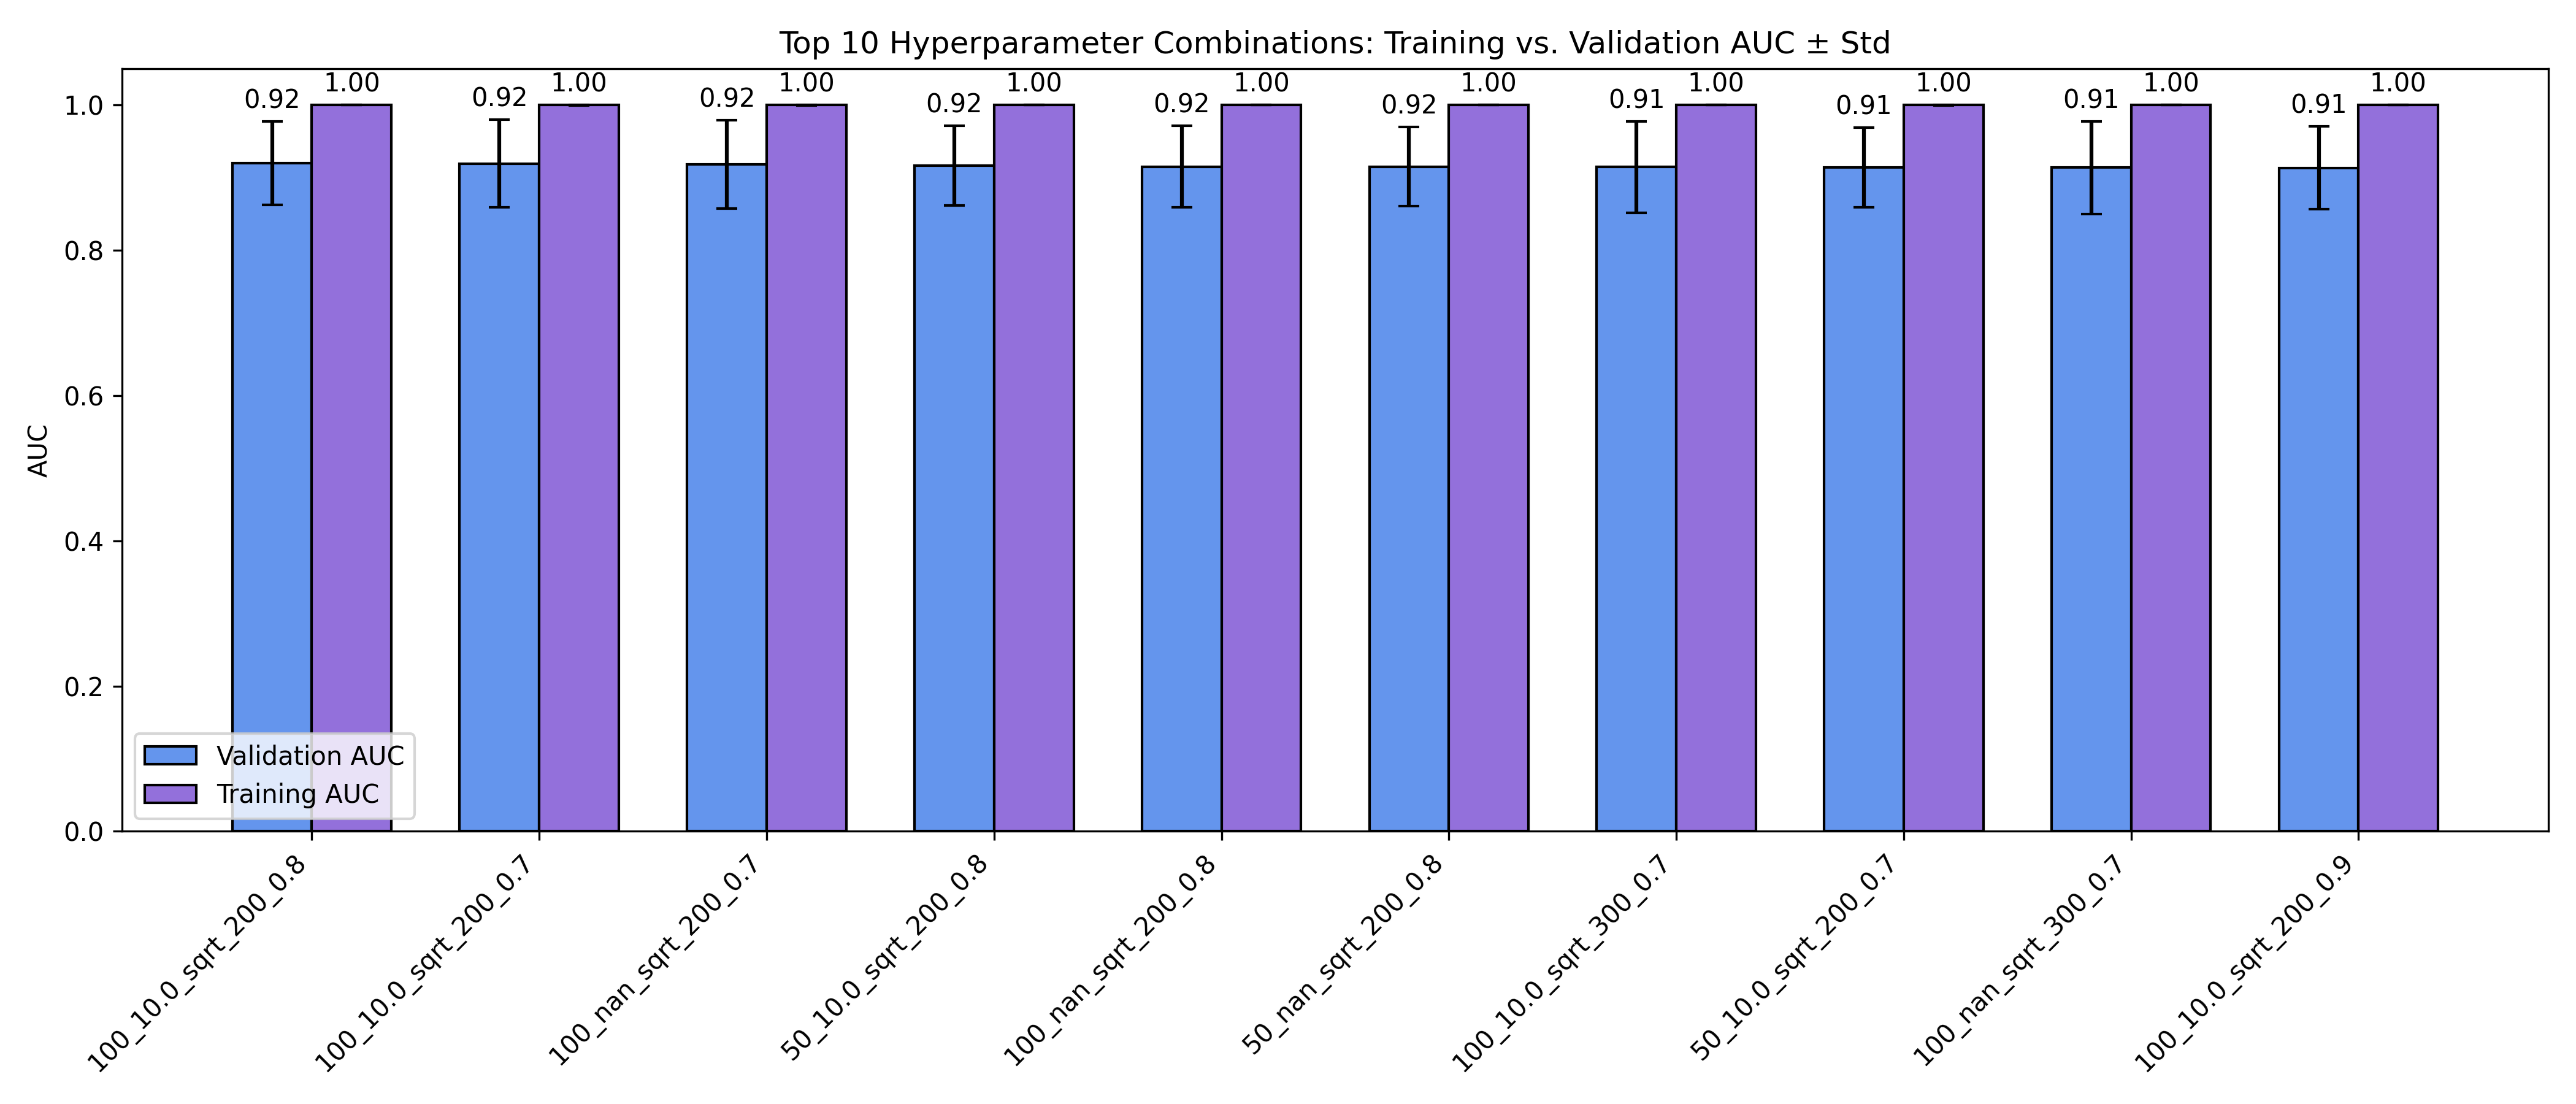 Top 10 Hyperparameter Combinations: Training vs. Validation AUC ± Std
0.92 1.00 0.92 1.00 0.92 1.00 0.92 1.00 0.92 1.00 0.92 1.00 0.91 1.00 0.91 1.00 0.91 1.00 0.91 1.00
AUC
1.0
0.8
0.6
0.4
0.2
0.0
Validation AUC
Training AUC
100_10.0_sqrt_200_0.8
100_10.0_sqrt_200_0.7
100_nan_sqrt_200_0.7
50_10.0_sqrt_200_0.8
100_nan_sqrt_200_0.8
50_nan_sqrt_200_0.8
100_10.0_sqrt_300_0.7
50_10.0_sqrt_200_0.7
100_nan_sqrt_300_0.7
100_10.0_sqrt_200_0.9